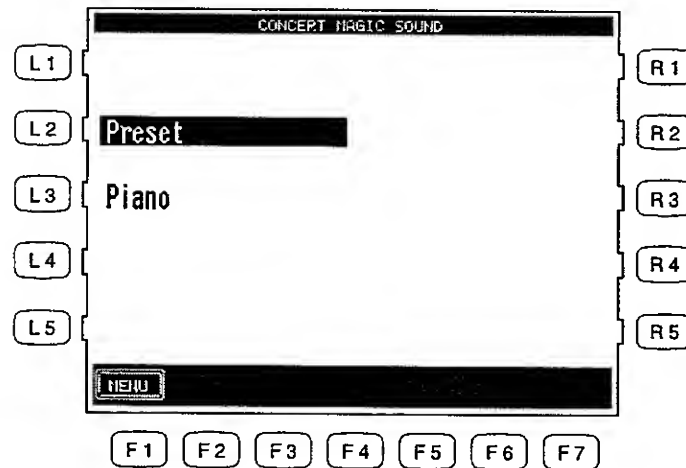 CONCERT MAGIC SOUND
L1 R1
L2 Preset R2
L3 Piano R3
L4 R4
L5 R5
MENU
F1 F2 F3 F4 F5 F6 F7